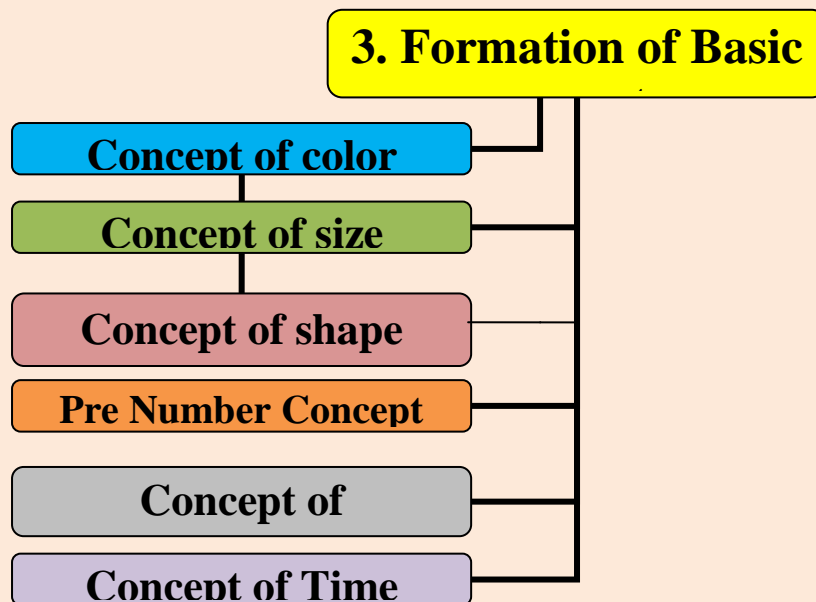 3. Formation of Basic
Concept of color
Concept of size
Concept of shape
Pre Number Concept
Concept of
Concept of Time